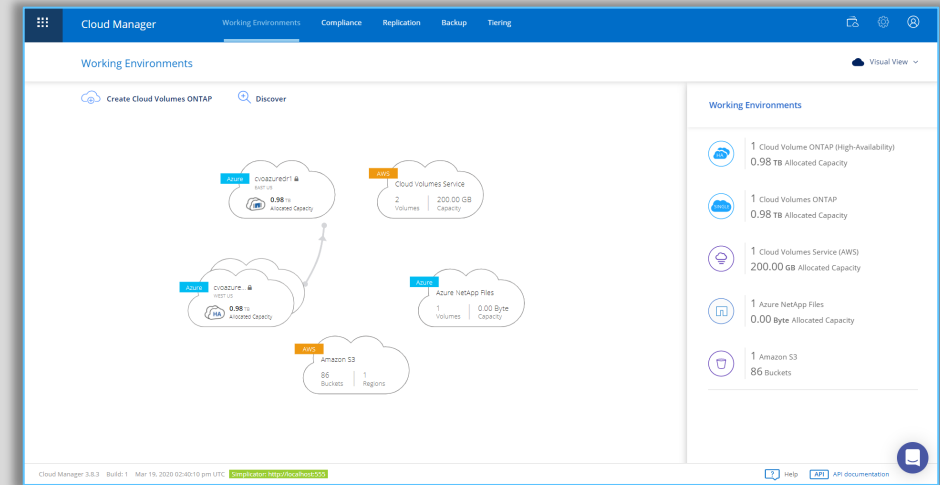 Cloud Manager
Working Environments Compliance Replication Backup Tiering
Working Environments
Visual View
Create Cloud Volumes ONTAP
Discover
Azure
cvoazuredr1
EAST US
0.98 TB
Allocated Capacity
AWS
Cloud Volumes Service
2 200.00 GB
Volumes Capacity
Azure
cvoazure...
WEST US
HA
0.98 TB
Allocated Capacity
Azure
Azure NetApp Files
1 0.00 Byte
Volumes Capacity
AWS
Amazon S3
86 1
Buckets Regions
Working Environments
HA
1 Cloud Volume ONTAP (High-Availability)
0.98 TB Allocated Capacity
SINGLE
1 Cloud Volumes ONTAP
0.98 TB Allocated Capacity
1 Cloud Volumes Service (AWS)
200.00 GB Allocated Capacity
1 Azure NetApp Files
0.00 Byte Allocated Capacity
1 Amazon S3
86 Buckets
Cloud Manager 3.8.3 Build: 1 Mar 19, 2020 02:40:10 pm UTC Simplicator: http://localhost:555
? Help API API documentation